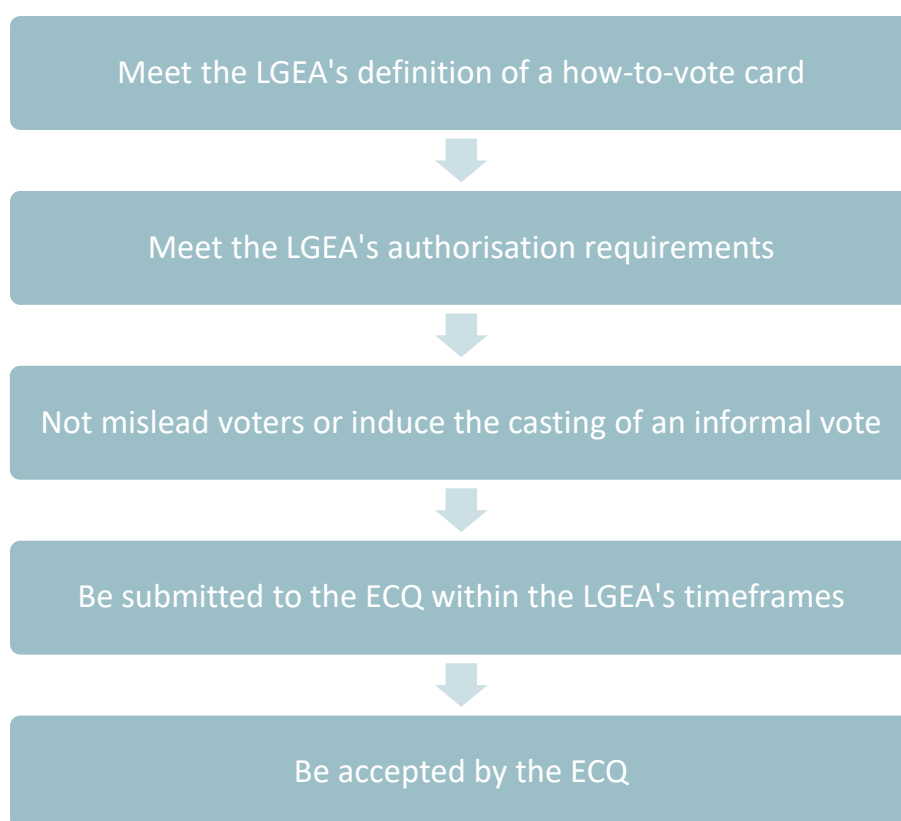 Meet the LGEA's definition of a how-to-vote card
Meet the LGEA's authorisation requirements
Not mislead voters or induce the casting of an informal vote
Be submitted to the ECQ within the LGEA's timeframes
Be accepted by the ECQ